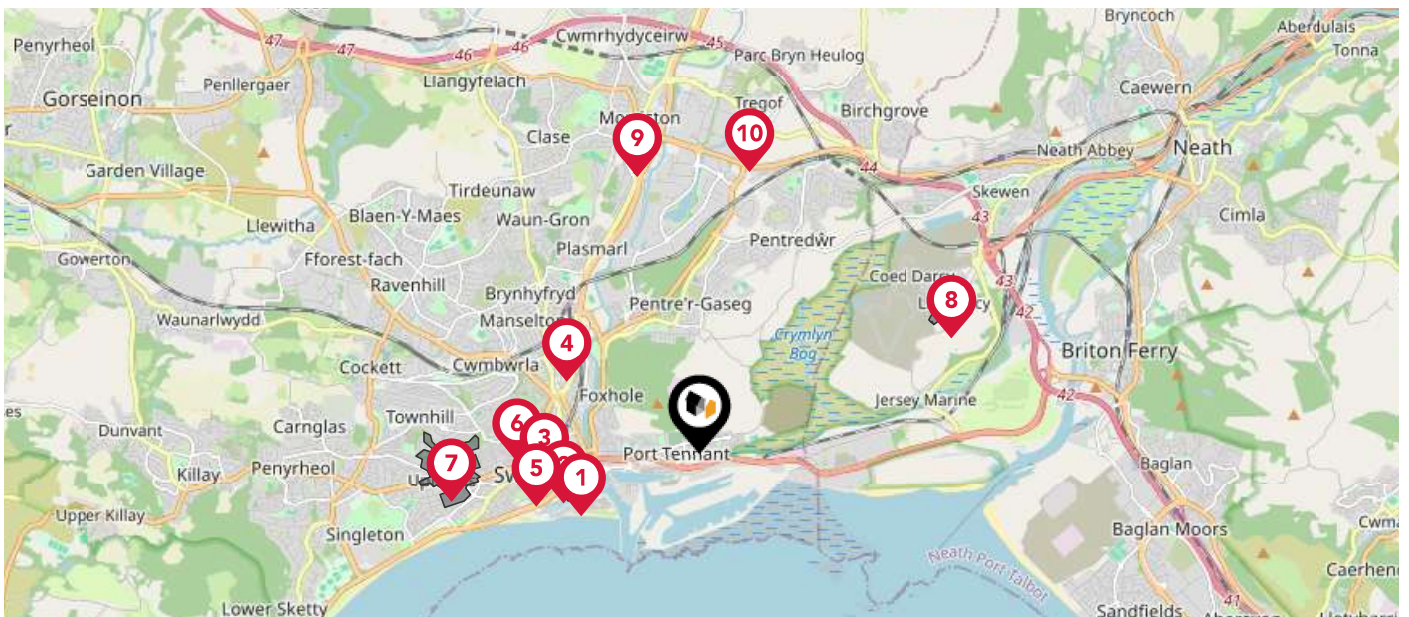 Bryncoch
Aberdulais
Cwmrhydyceirw
Penyrheol
47
47
46
46
45
Tonna
Parc Bryn Heulog
Penllergaer
Llangyfelach
Caewern
Gorseinon
Tregof
Birchgrove
9
10
Clase
Neath Abbey
Neath
Garden Village
44
Tirdeunaw
Skewen
Blaen-Y-Maes
Waun-Gron
43
Cimla
Llewitha
Plasmarl
Pentredŵr
Gowerton
Fforest-fach
Coed Darcy
Ravenhill
43
Brynhyfryd
Pentre'r-Gaseg
8
42
Waunarlwydd
Manselton
Crymlyn
Bog
4
Briton Ferry
Cockett
Cwmbwrla
Foxhole
42
Jersey Marine
Townhill
6
Dunvant
Carnglas
3
Port Tennant
Baglan
Penyrheol
7
5
1
Killay
Upper Killay
Singleton
Baglan Moors
Neath Port Talbot
Lower Sketty
Sandfields
41